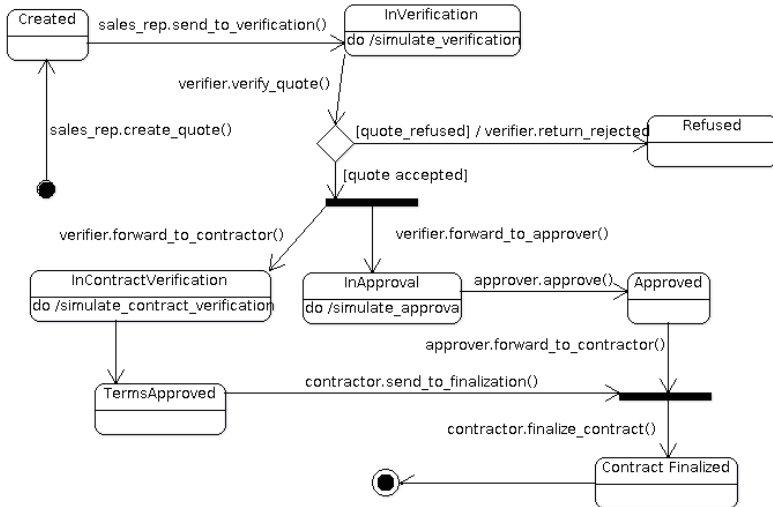 Created
sales_rep.send_to_verification()
InVerification
do /simulate_verification
verifier.verify_quote()
sales_rep.create_quote()
[quote_refused] / verifier.return_rejected
Refused
[quote accepted]
verifier.forward_to_contractor()
verifier.forward_to_approver()
InContractVerification
do /simulate_contract_verification
InApproval
do /simulate_approva
approver.approve()
Approved
approver.forward_to_contractor()
TermsApproved
contractor.send_to_finalization()
contractor.finalize_contract()
Contract Finalized